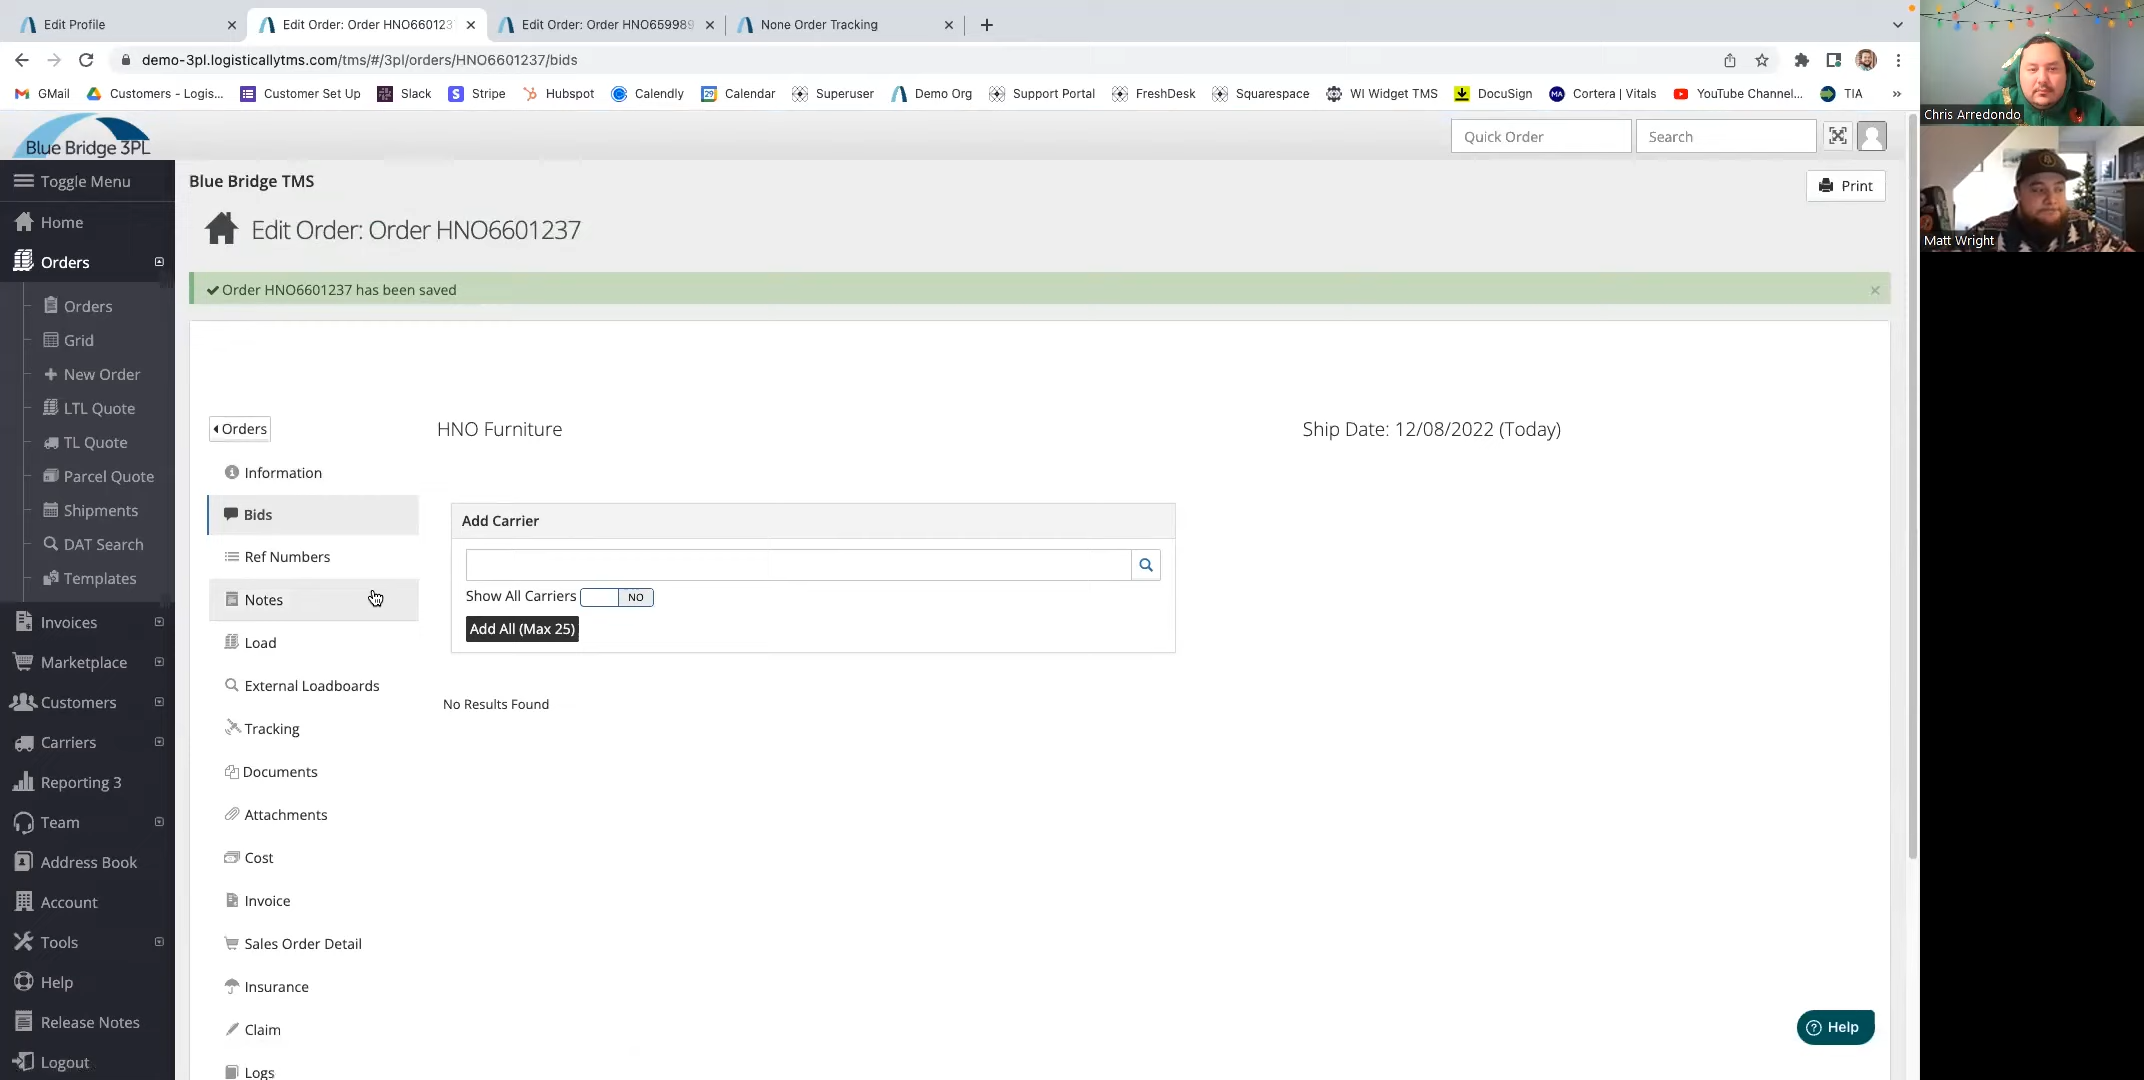 Edit Profile
Edit Order: Order HNO660123
Edit Order: Order HNO659989
None Order Tracking
demo-3pl.logisticallytms.com/tms/#/3pl/orders/HNO6601237/bids
GMail
Customers - Logis...
Customer Set Up
Slack
Stripe
Hubspot
Calendly
Calendar
Superuser
Demo Org
Support Portal
FreshDesk
Squarespace
WI Widget TMS
DocuSign
Cortera | Vitals
YouTube Channel...
TIA
»
Blue Bridge 3PL
Quick Order
Search
Toggle Menu
Home
Orders
Orders
Grid
New Order
LTL Quote
TL Quote
Parcel Quote
Shipments
DAT Search
Templates
Invoices
Marketplace
Customers
Carriers
Reporting 3
Team
Address Book
Account
Tools
Help
Release Notes
Logout
Blue Bridge TMS
Print
Edit Order: Order HNO6601237
Order HNO6601237 has been saved
Orders
HNO Furniture
Ship Date: 12/08/2022 (Today)
Information
Bids
Ref Numbers
Notes
Load
External Loadboards
Tracking
Documents
Attachments
Cost
Invoice
Sales Order Detail
Insurance
Claim
Logs
Add Carrier
Show All Carriers NO
Add All (Max 25)
No Results Found
Help
Chris Arredondo
Matt Wright